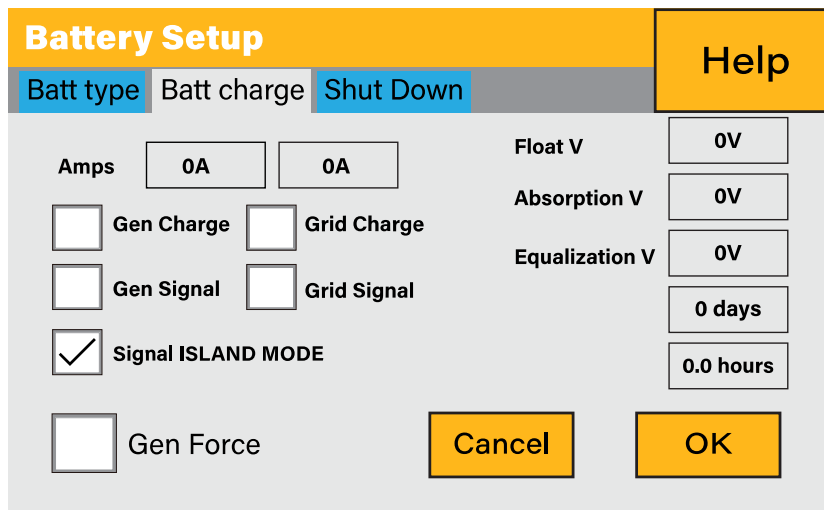 Battery Setup
Help
Batt type Batt charge Shut Down
Amps 0A 0A
Float V 0V
Absorption V 0V
Gen Charge Grid Charge
Equalization V 0V
Gen Signal Grid Signal
0 days
Signal ISLAND MODE
0.0 hours
Gen Force
Cancel
OK